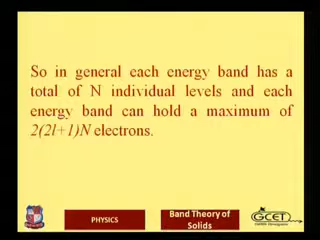 So in general each energy band has a
total of N individual levels and each
energy band can hold a maximum of
2(2l+1)N electrons.
PHYSICS
Band Theory of
Solids
GCET